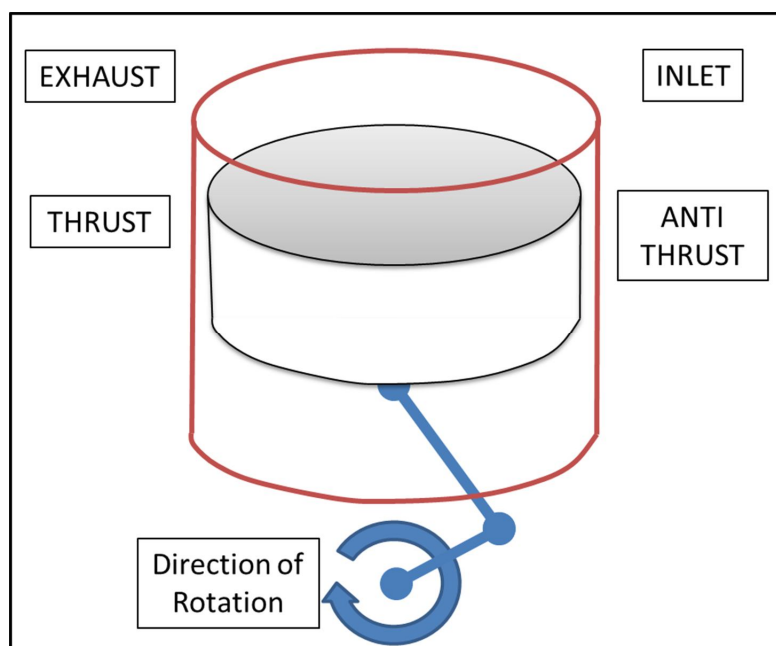 EXHAUST
INLET
THRUST
ANTI
THRUST
Direction of
Rotation